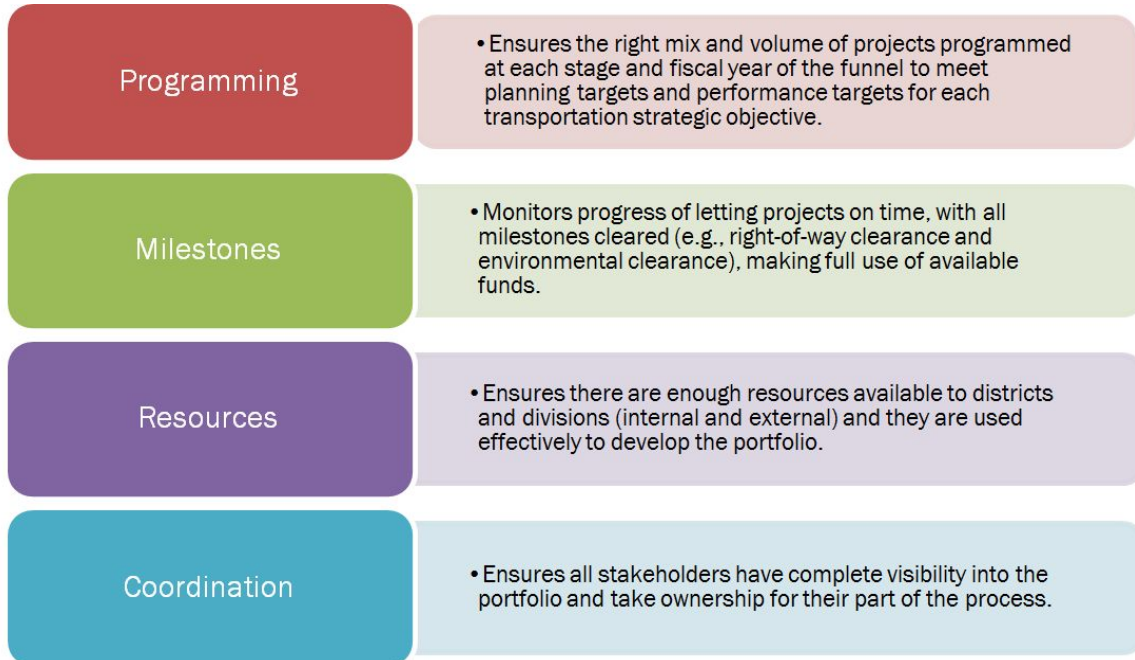 Programming
•Ensures the right mix and volume of projects programmed
at each stage and fiscal year of the funnel to meet
planning targets and performance targets for each
transportation strategic objective.
Milestones
•Monitors progress of letting projects on time, with all
milestones cleared (e.g., right-of-way clearance and
environmental clearance), making full use of available
funds.
Resources
•Ensures there are enough resources available to districts
and divisions (internal and external) and they are used
effectively to develop the portfolio.
Coordination
•Ensures all stakeholders have complete visibility into the
portfolio and take ownership for their part of the process.